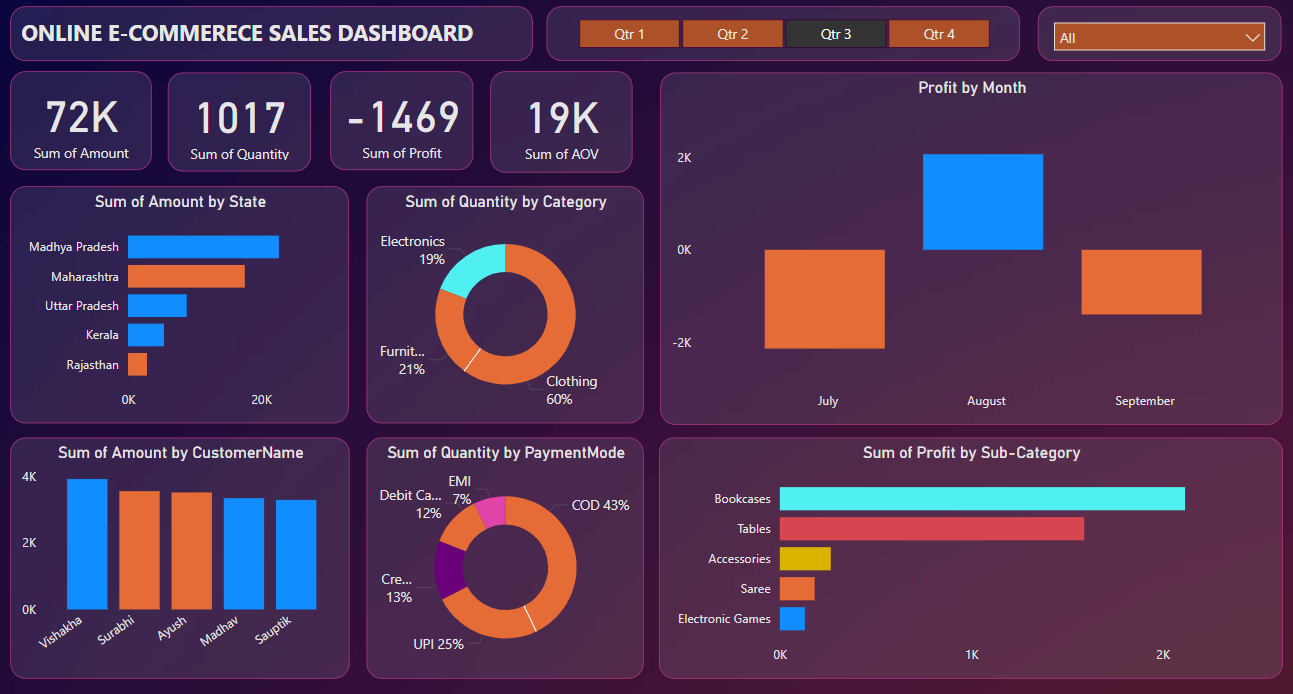 ONLINE E-COMMERECE SALES DASHBOARD
Qtr 1
Qtr 2
Qtr 3
Qtr 4
All
72K
Sum of Amount
1017
Sum of Quantity
-1469
Sum of Profit
19K
Sum of AOV
Profit by Month
2K
0K
-2K
July
August
September
Sum of Amount by State
Madhya Pradesh
Maharashtra
Uttar Pradesh
Kerala
Rajasthan
0K
20K
Sum of Quantity by Category
Electronics
19%
Furnit...
21%
Clothing
60%
Sum of Amount by CustomerName
4K
2K
0K
Vishakha
Surabhi
Ayush
Madhav
Sauptik
Sum of Quantity by PaymentMode
EMI
7%
Debit Ca...
12%
COD 43%
Cre...
13%
UPI 25%
Sum of Profit by Sub-Category
Bookcases
Tables
Accessories
Saree
Electronic Games
0K
1K
2K